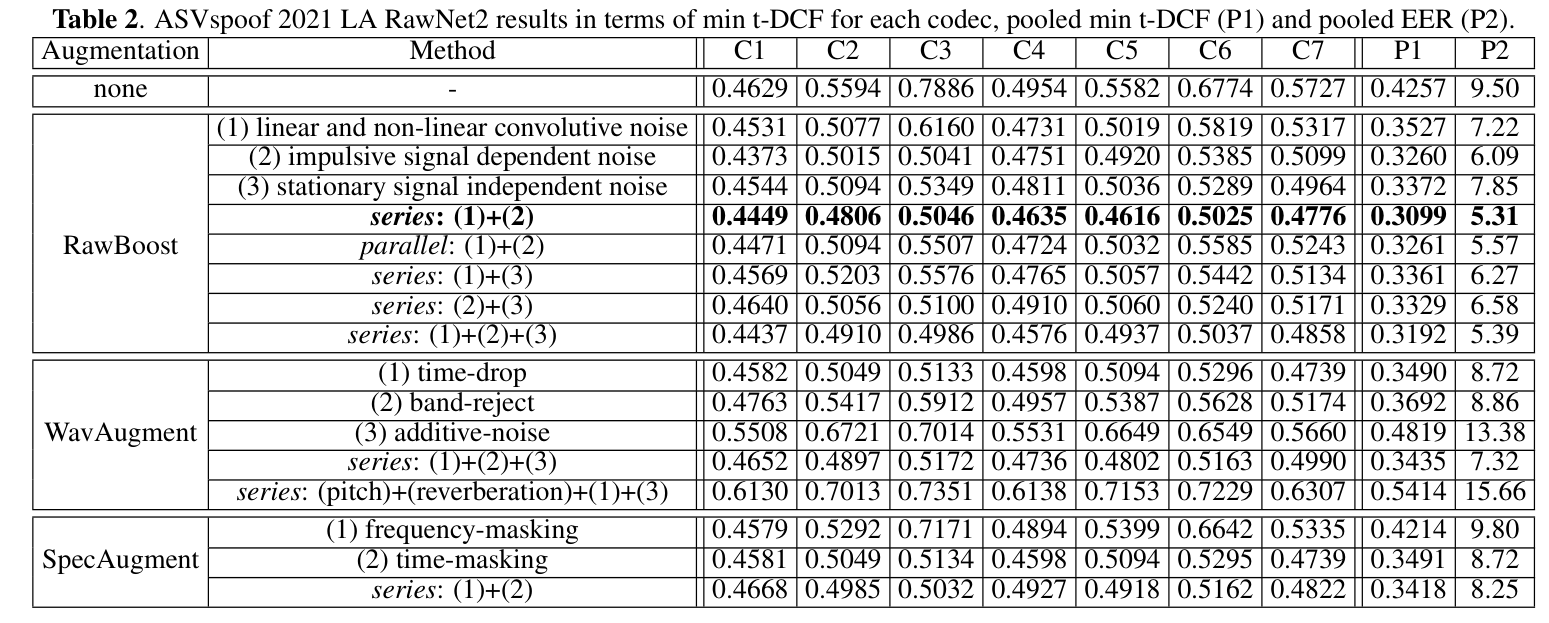 Table 2. ASVspoof 2021 LA RawNet2 results in terms of min t-DCF for each codec, pooled min t-DCF (P1) and pooled EER (P2).
Augmentation Method C1 C2 C3 C4 C5 C6 C7 P1 P2
none - 0.4629 0.5594 0.7886 0.4954 0.5582 0.6774 0.5727 0.4257 9.50
(1) linear and non-linear convolutive noise 0.4531 0.5077 0.6160 0.4731 0.5019 0.5819 0.5317 0.3527 7.22
(2) impulsive signal dependent noise 0.4373 0.5015 0.5041 0.4751 0.4920 0.5385 0.5099 0.3260 6.09
(3) stationary signal independent noise 0.4544 0.5094 0.5349 0.4811 0.5036 0.5289 0.4964 0.3372 7.85
series: (1)+(2) 0.4449 0.4806 0.5046 0.4635 0.4616 0.5025 0.4776 0.3099 5.31
RawBoost parallel: (1)+(2) 0.4471 0.5094 0.5507 0.4724 0.5032 0.5585 0.5243 0.3261 5.57
series: (1)+(3) 0.4569 0.5203 0.5576 0.4765 0.5057 0.5442 0.5134 0.3361 6.27
series: (2)+(3) 0.4640 0.5056 0.5100 0.4910 0.5060 0.5240 0.5171 0.3329 6.58
series: (1)+(2)+(3) 0.4437 0.4910 0.4986 0.4576 0.4937 0.5037 0.4858 0.3192 5.39
(1) time-drop 0.4582 0.5049 0.5133 0.4598 0.5094 0.5296 0.4739 0.3490 8.72
(2) band-reject 0.4763 0.5417 0.5912 0.4957 0.5387 0.5628 0.5174 0.3692 8.86
WavAugment (3) additive-noise 0.5508 0.6721 0.7014 0.5531 0.6649 0.6549 0.5660 0.4819 13.38
series: (1)+(2)+(3) 0.4652 0.4897 0.5172 0.4736 0.4802 0.5163 0.4990 0.3435 7.32
series: (pitch)+(reverberation)+(1)+(3) 0.6130 0.7013 0.7351 0.6138 0.7153 0.7229 0.6307 0.5414 15.66
(1) frequency-masking 0.4579 0.5292 0.7171 0.4894 0.5399 0.6642 0.5335 0.4214 9.80
SpecAugment (2) time-masking 0.4581 0.5049 0.5134 0.4598 0.5094 0.5295 0.4739 0.3491 8.72
series: (1)+(2) 0.4668 0.4985 0.5032 0.4927 0.4918 0.5162 0.4822 0.3418 8.25